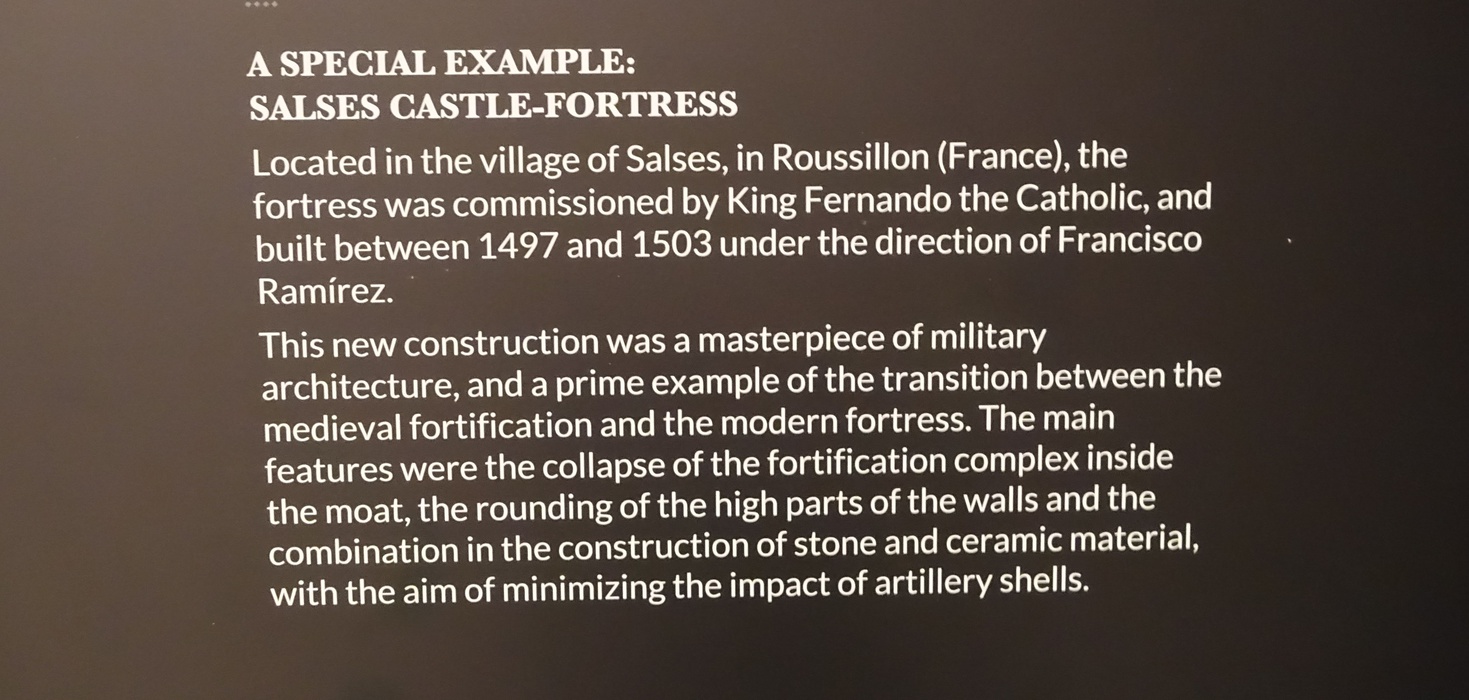 A SPECIAL EXAMPLE:
SALSES CASTLE-FORTRESS
Located in the village of Salses, in Roussillon (France), the
fortress was commissioned by King Fernando the Catholic, and
built between 1497 and 1503 under the direction of Francisco
Ramírez.
This new construction was a masterpiece of military
architecture, and a prime example of the transition between the
medieval fortification and the modern fortress. The main
features were the collapse of the fortification complex inside
the moat, the rounding of the high parts of the walls and the
combination in the construction of stone and ceramic material,
with the aim of minimizing the impact of artillery shells.